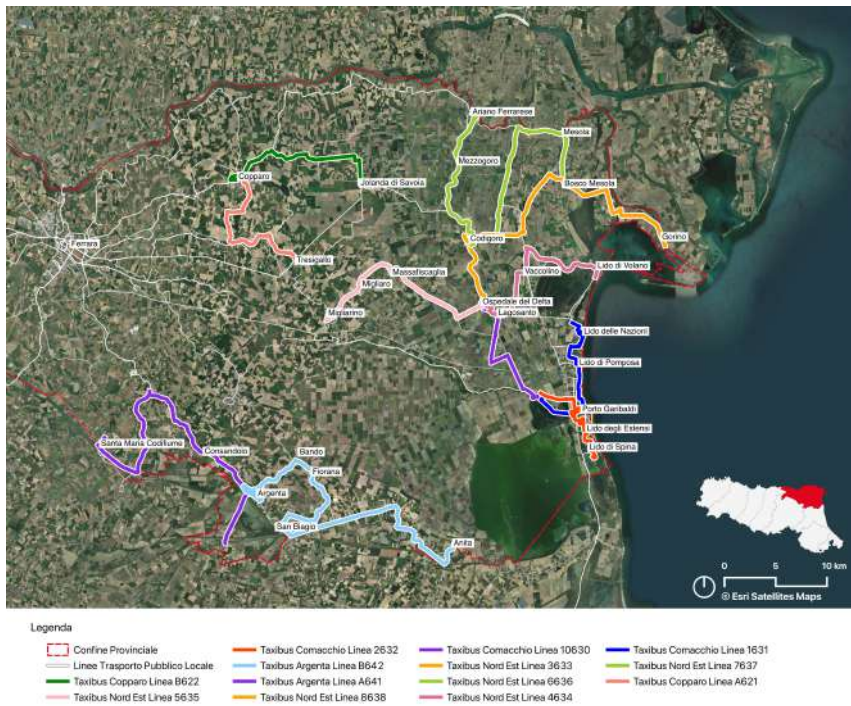 Ariano Ferrarese
Mesola
Mezzogoro
Copparo
Jolanda di Savoia
Bosco Mesola
Ferrara
Codigoro
Gorino
Tresigallo
Massafiscaglia
Vaccolino
Lido di Volano
Migliaro
Ospedale del Delta
Migliarino
Lagosanto
Lido delle Nazioni
Lido di Pomposa
Porto Garibaldi
Lido degli Estensi
Santa Maria Codifiume
Consandolo
Lido di Spina
Bando
Fiorana
Argenta
San Biagio
Anita
0 5 10 km
© Esri Satellites Maps
Legenda
Confine Provinciale
Taxibus Comacchio Linea 2632
Taxibus Comacchio Linea 10630
Taxibus Comacchio Linea 1631
Linee Trasporto Pubblico Locale
Taxibus Argenta Linea B642
Taxibus Nord Est Linea 3633
Taxibus Nord Est Linea 7637
Taxibus Copparo Linea B622
Taxibus Argenta Linea A641
Taxibus Nord Est Linea 6636
Taxibus Copparo Linea A621
Taxibus Nord Est Linea 5635
Taxibus Nord Est Linea 8638
Taxibus Nord Est Linea 4634